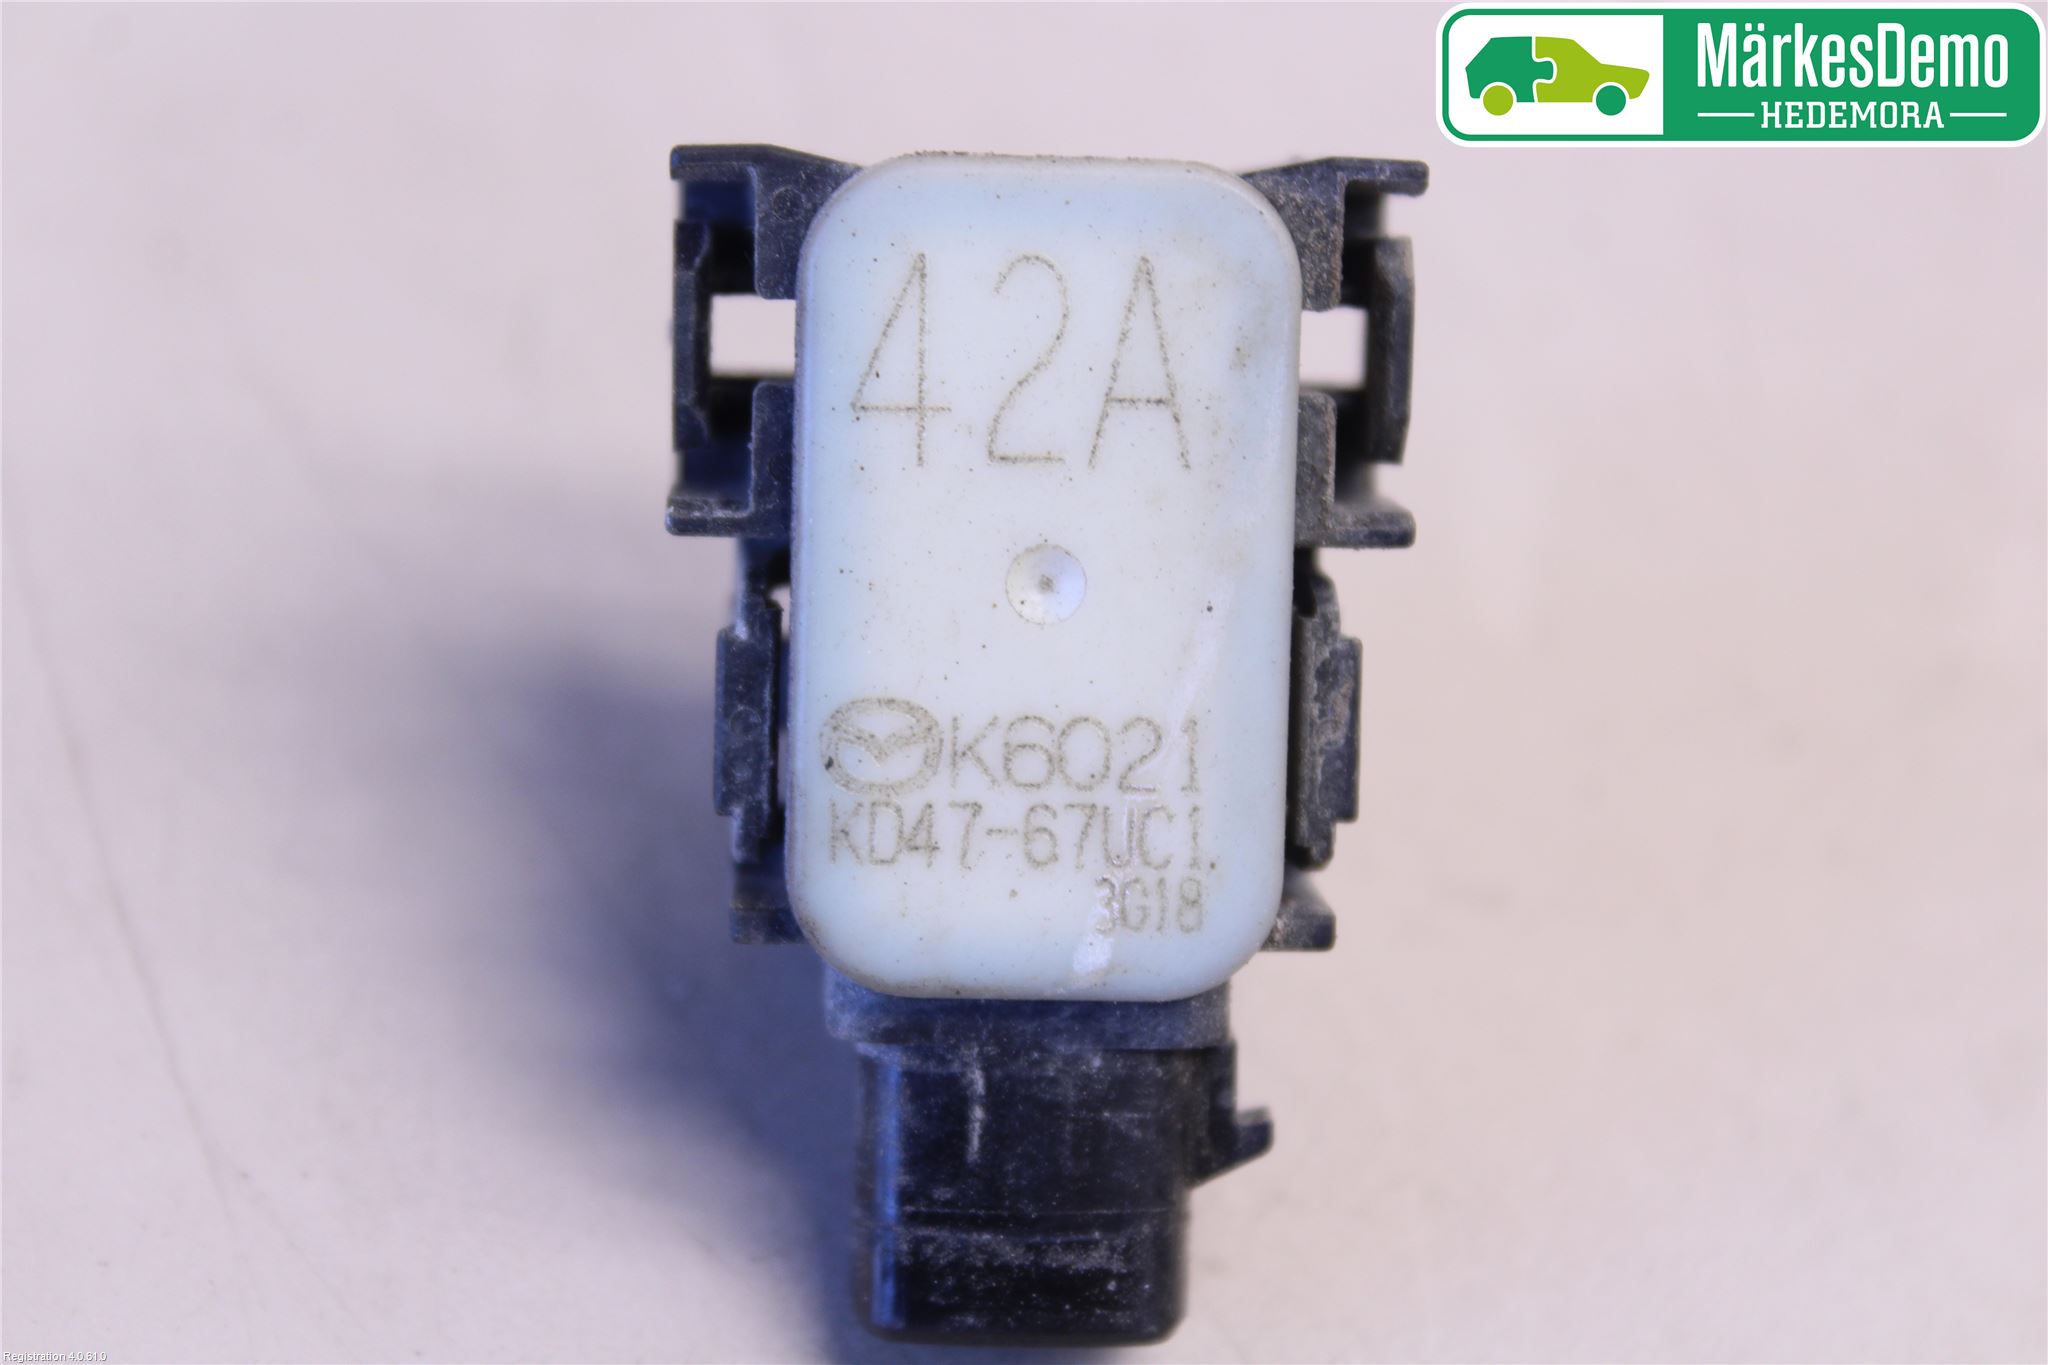 MärkesDemo
HEDEMORA
42A
K6021
KD47-67UC1
3G18
Registration 4.0.61.0